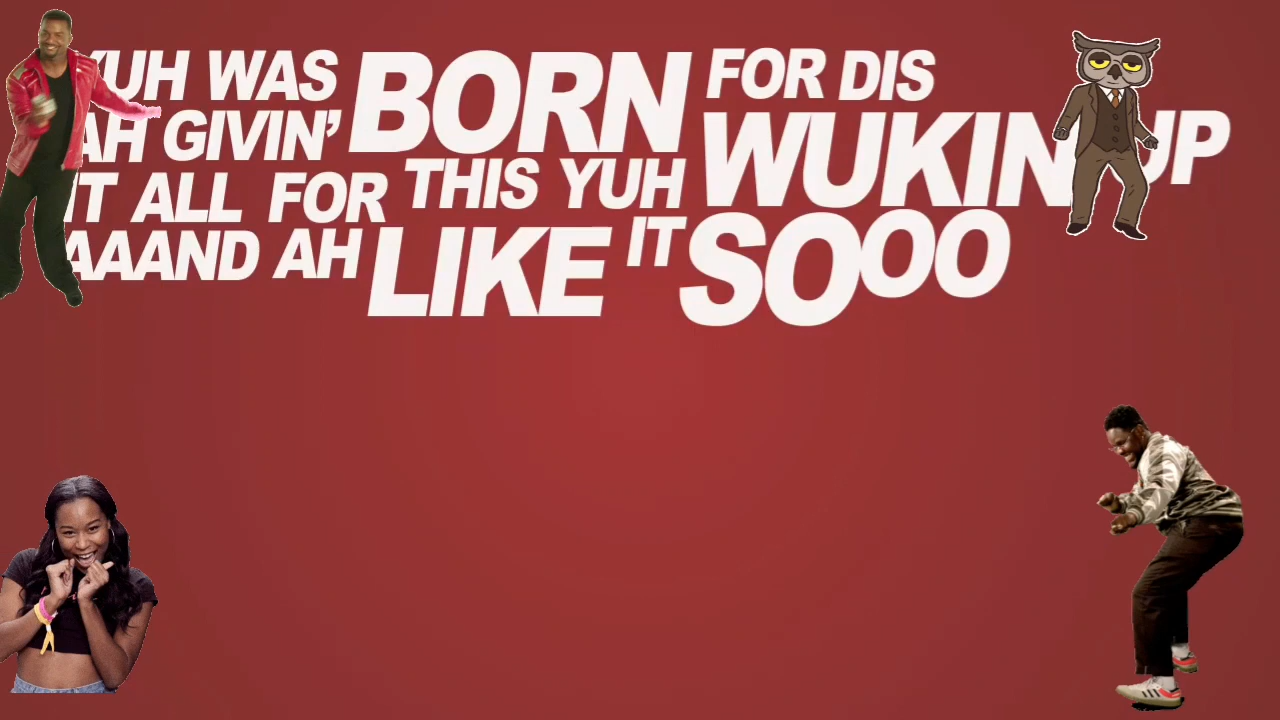 YUH WAS BORN FOR DIS
AH GIVIN' WUKIN UP
IT ALL FOR THIS YUH
AAAND AH LIKE IT SOOO